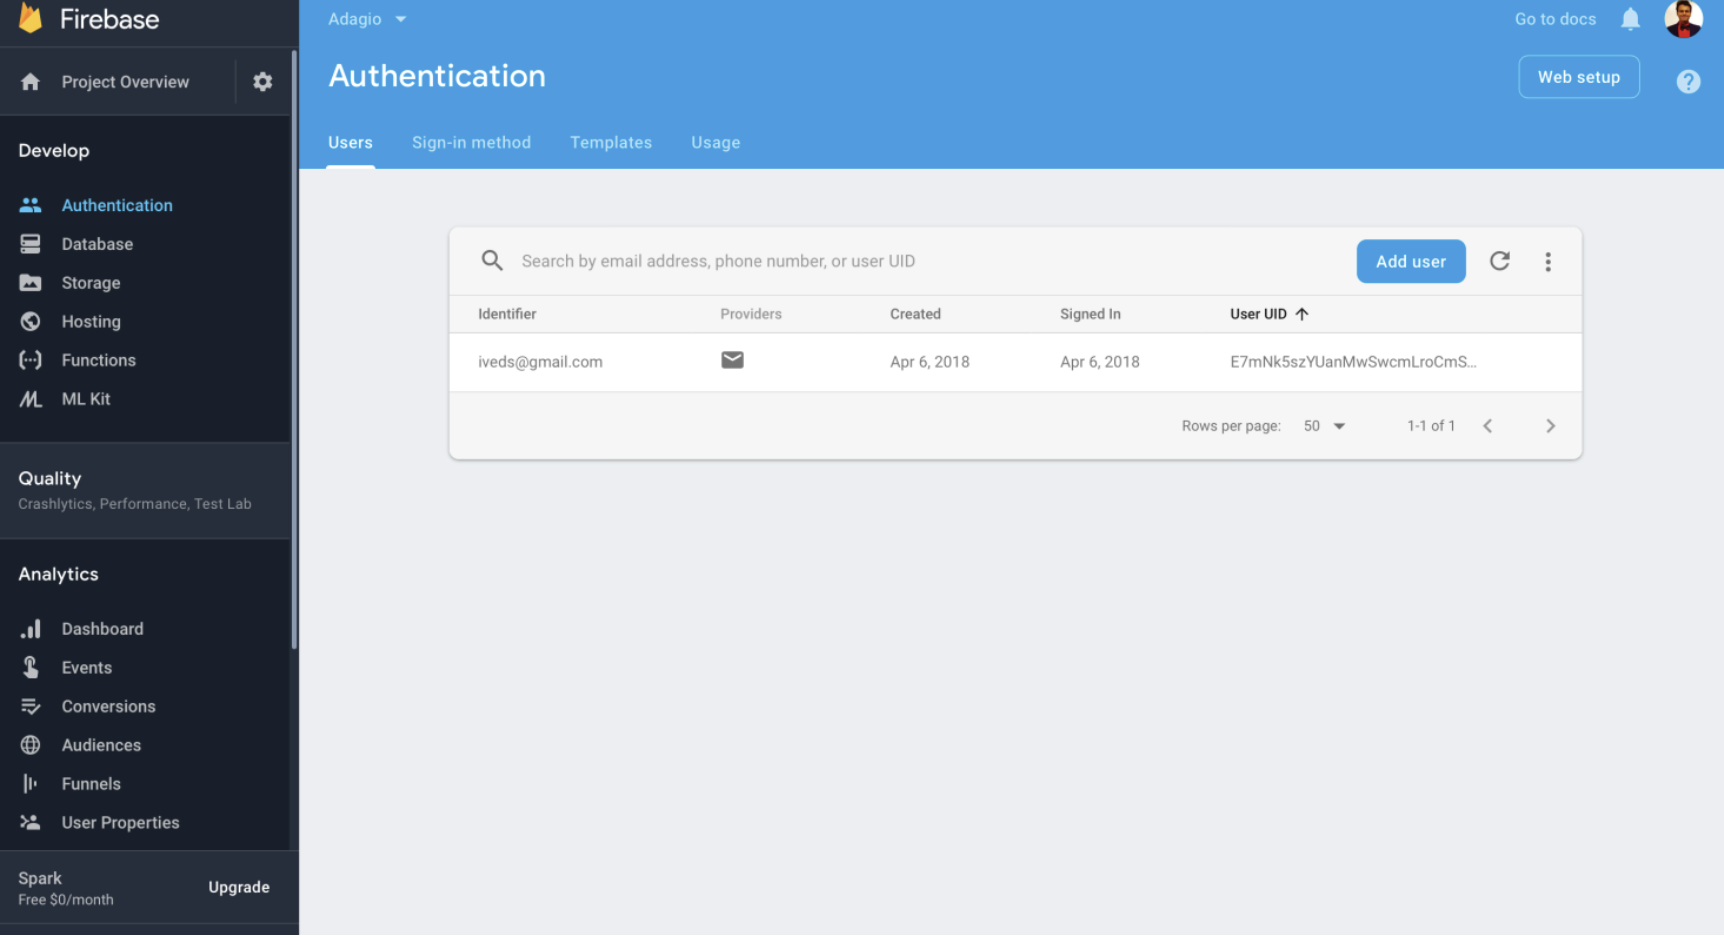 Firebase
Project Overview
Develop
Authentication
Database
Storage
Hosting
Functions
ML Kit
Quality
Crashlytics, Performance, Test Lab
Analytics
Dashboard
Events
Conversions
Audiences
Funnels
User Properties
Spark
Free $0/month
Upgrade
Adagio
Go to docs
Authentication
Web setup
Users Sign-in method Templates Usage
Search by email address, phone number, or user UID
Add user
Identifier Providers Created Signed In User UID
iveds@gmail.com Apr 6, 2018 Apr 6, 2018 E7mNk5szYUanMwSwcmLroCmS...
Rows per page: 50 1-1 of 1